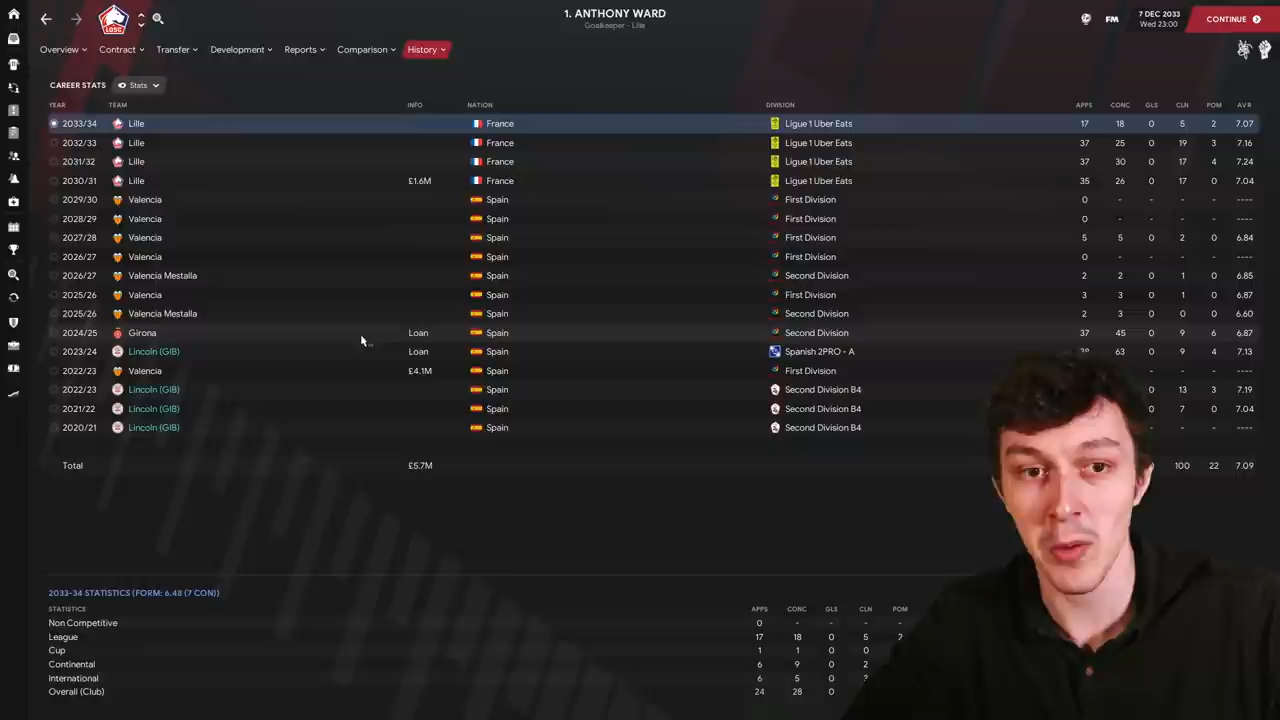 1. ANTHONY WARD
Goalkeeper - Lille
FM
7 DEC 2033
Wed 23:00
CONTINUE
Overview Contract Transfer Development Reports Comparison History
CAREER STATS Stats
YEAR TEAM INFO NATION DIVISION APPS CONC GLS CLN POM AVR
2033/34 Lille France Ligue 1 Uber Eats 17 18 0 5 2 7.07
2032/33 Lille France Ligue 1 Uber Eats 37 25 0 19 3 7.16
2031/32 Lille France Ligue 1 Uber Eats 37 30 0 17 4 7.24
2030/31 Lille £1.6M France Ligue 1 Uber Eats 35 26 0 17 0 7.04
2029/30 Valencia Spain First Division 0 - - - - ----
2028/29 Valencia Spain First Division 0 - - - - ----
2027/28 Valencia Spain First Division 5 5 0 2 0 6.84
2026/27 Valencia Spain First Division 0 - - - - ----
2026/27 Valencia Mestalla Spain Second Division 2 2 0 1 0 6.85
2025/26 Valencia Spain First Division 3 3 0 1 0 6.87
2025/26 Valencia Mestalla Spain Second Division 2 3 0 0 0 6.60
2024/25 Girona Loan Spain Second Division 37 45 0 9 6 6.87
2023/24 Lincoln (GIB) Loan Spain Spanish 2PRO - A 63 0 9 4 7.13
2022/23 Valencia £4.1M Spain First Division - - - ----
2022/23 Lincoln (GIB) Spain Second Division B4 0 13 3 7.19
2021/22 Lincoln (GIB) Spain Second Division B4 0 7 0 7.04
2020/21 Lincoln (GIB) Spain Second Division B4 - - - ----
Total £5.7M 100 22 7.09
2033-34 STATISTICS (FORM: 6.48 (7 CON))
STATISTICS APPS CONC GLS CLN POM
Non Competitive 0 - - - -
League 17 18 0 5 2
Cup 1 1 0 0
Continental 6 9 0 2
International 6 5 0
Overall (Club) 24 28 0